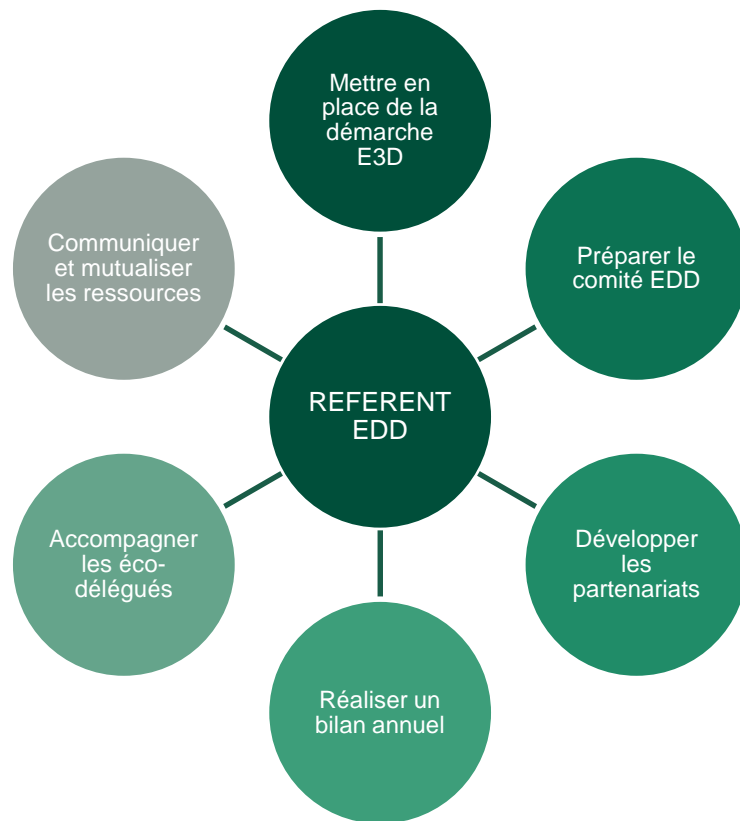 Mettre en
place de la
démarche
E3D
Communiquer
et mutualiser
les ressources
Préparer le
comité EDD
REFERENT
EDD
Accompagner
les éco-
délégués
Développer
les
partenariats
Réaliser un
bilan annuel